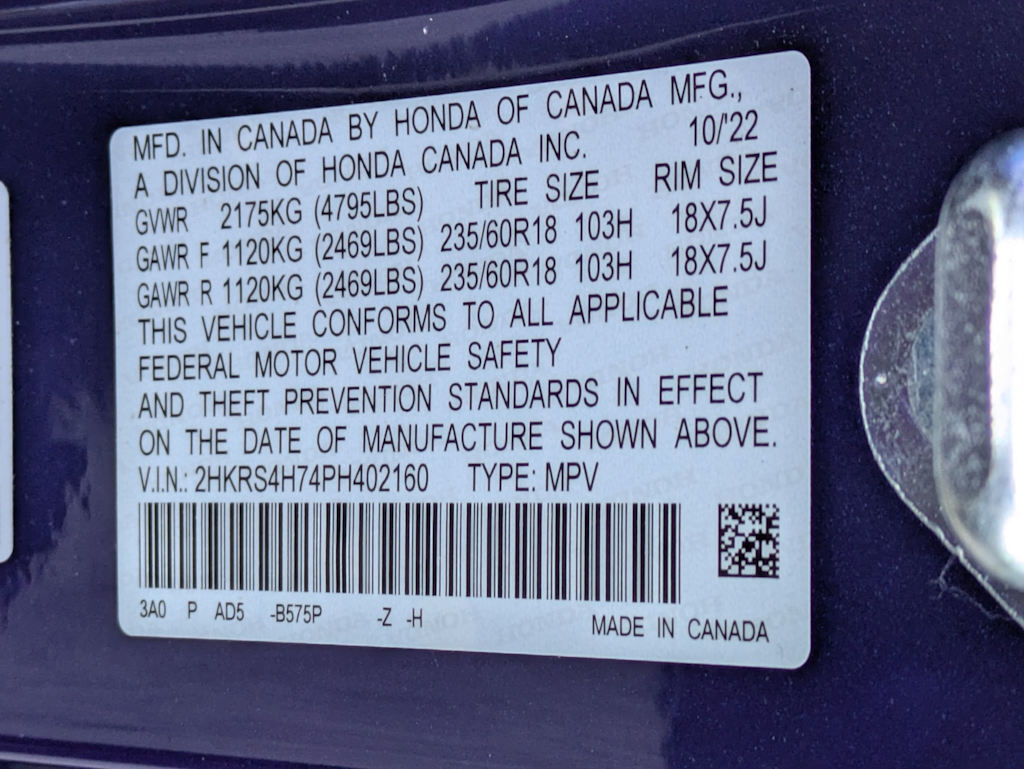 MFD. IN CANADA BY HONDA OF CANADA MFG.,
A DIVISION OF HONDA CANADA INC. 10/'22
GVWR 2175KG (4795LBS) TIRE SIZE RIM SIZE
GAWR F 1120KG (2469LBS) 235/60R18 103H 18X7.5J
GAWR R 1120KG (2469LBS) 235/60R18 103H 18X7.5J
THIS VEHICLE CONFORMS TO ALL APPLICABLE
FEDERAL MOTOR VEHICLE SAFETY
AND THEFT PREVENTION STANDARDS IN EFFECT
ON THE DATE OF MANUFACTURE SHOWN ABOVE.
V.I.N.: 2HKRS4H74PH402160 TYPE: MPV
3A0 P AD5 -B575P -Z -H
MADE IN CANADA